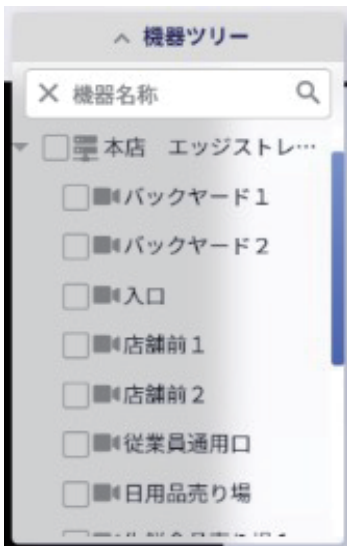 機器ツリー
機器名称
本店　エッジストレ…
バックヤード１
バックヤード２
入口
店舗前１
店舗前２
従業員通用口
日用品売り場